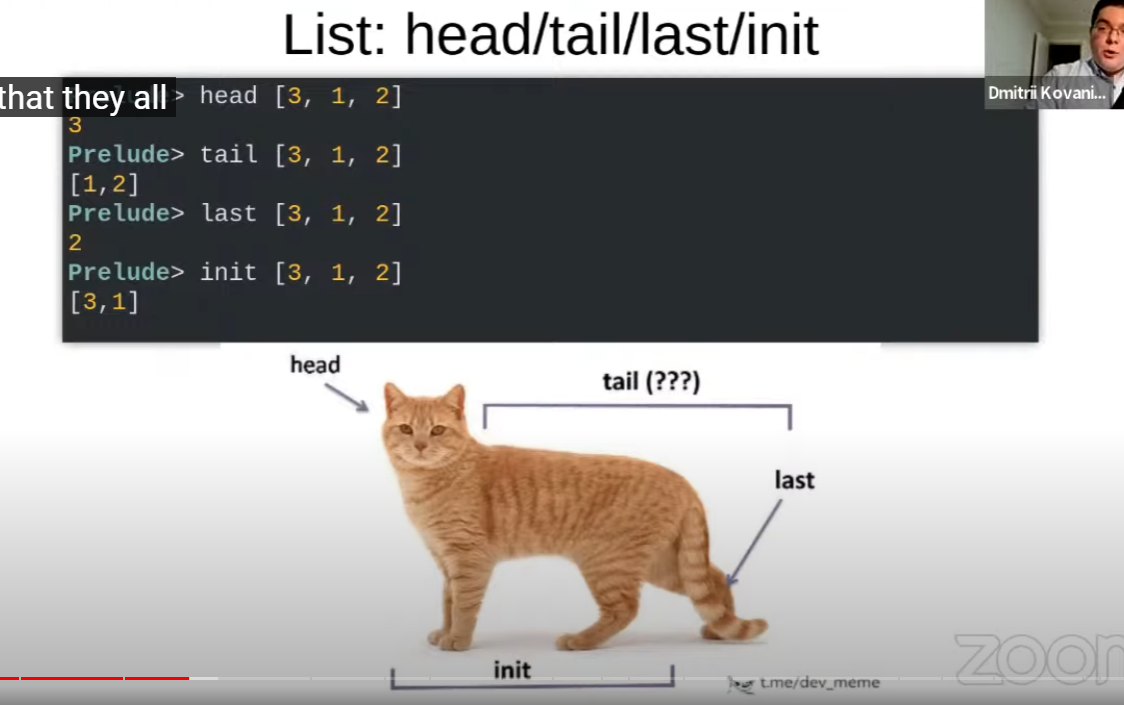 List: head/tail/last/init
that they all
> head [3, 1, 2]
3
Prelude> tail [3, 1, 2]
[1,2]
Prelude> last [3, 1, 2]
2
Prelude> init [3, 1, 2]
[3,1]
Dmitrii Kovani...
head
tail (???)
last
init
t.me/dev_meme
zoom